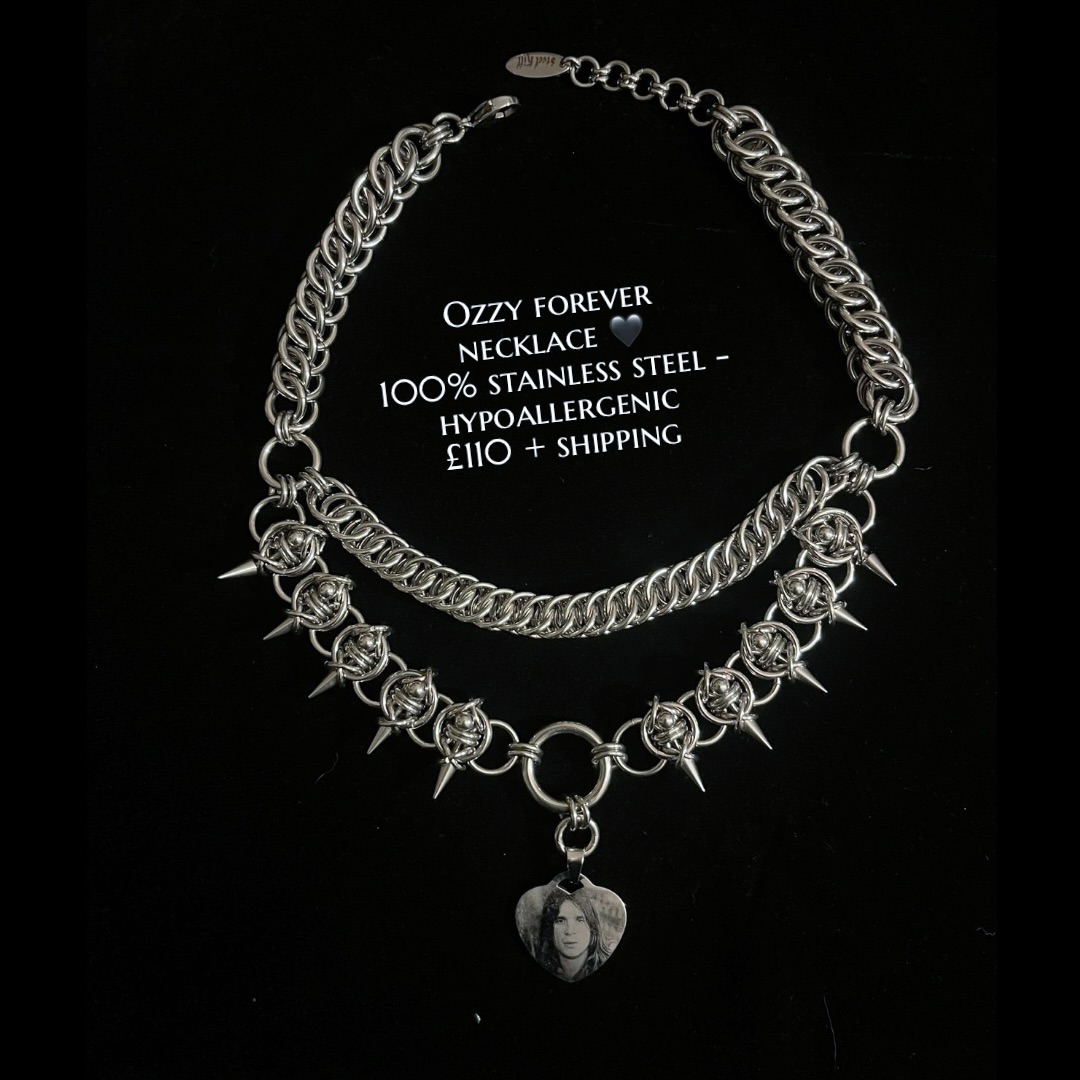 Ozzy forever
necklace 🖤
100% stainless steel -
hypoallergenic
£110 + shipping